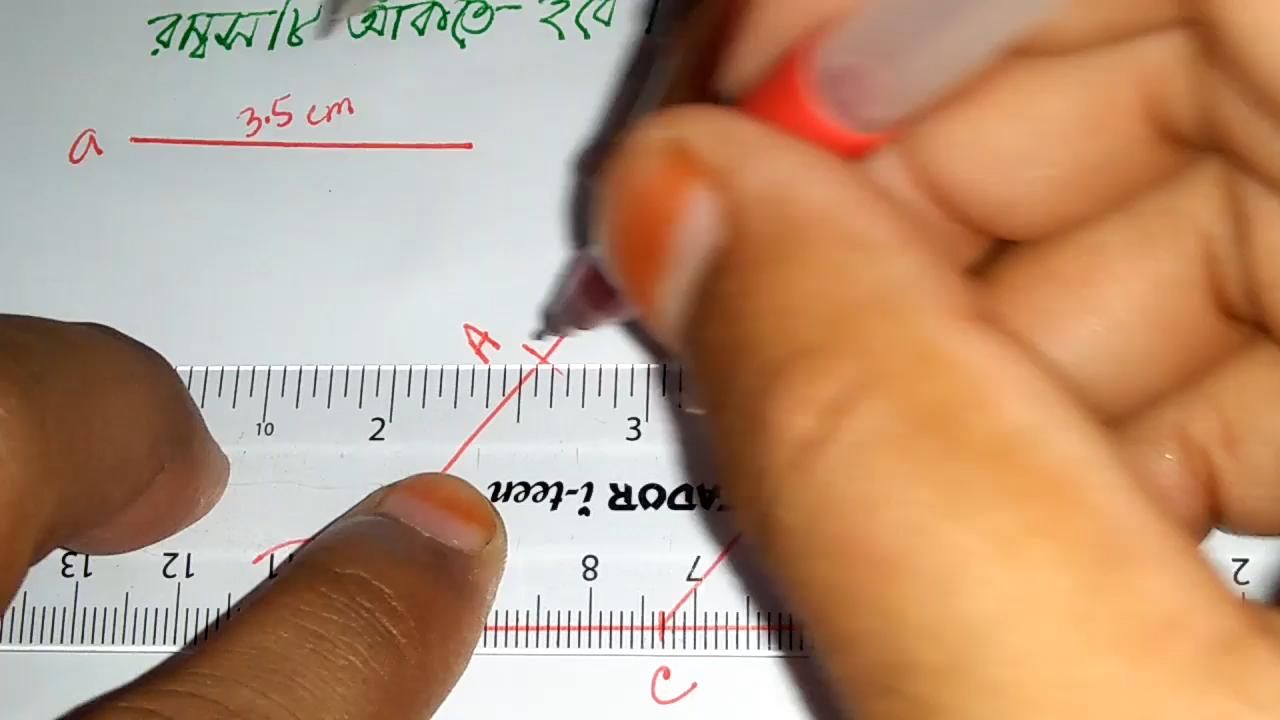 রম্বসটি আঁকতে হবে
3.5 cm
a
A
10 2 3
ADOR i-teen
13 12 8 7 2
C